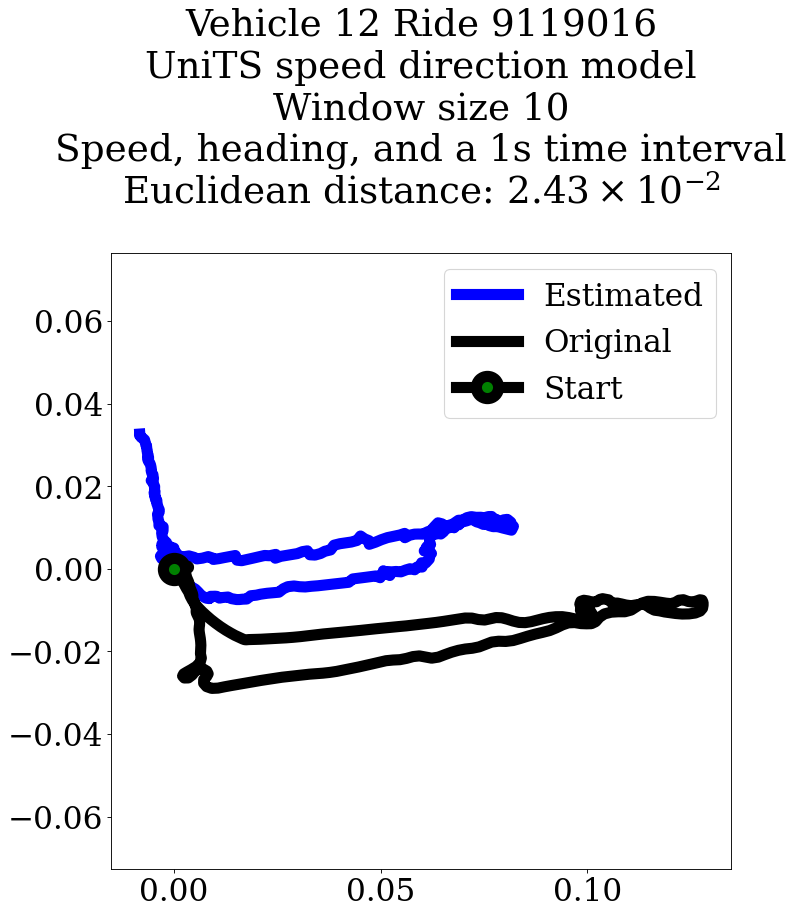 Vehicle 12 Ride 9119016
UniTS speed direction model
Window size 10
Speed, heading, and a 1s time interval
Euclidean distance: 2.43 × 10⁻²
Estimated
Original
Start
0.06
0.04
0.02
0.00
−0.02
−0.04
−0.06
0.00 0.05 0.10